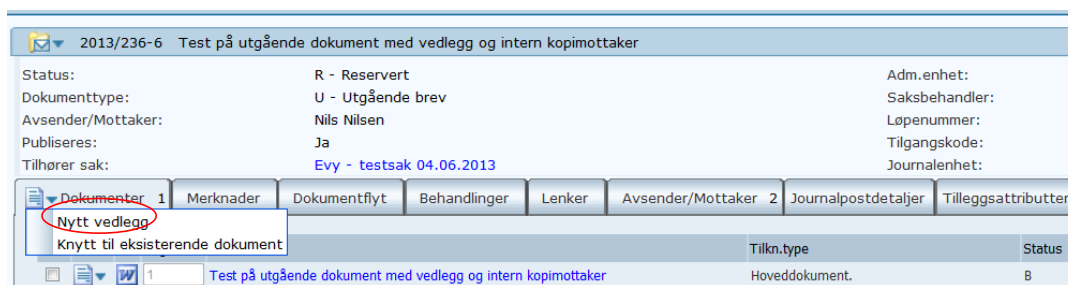 2013/236-6 Test på utgående dokument med vedlegg og intern kopimottaker
Status: R - Reservert Adm.enhet:
Dokumenttype: U - Utgående brev Saksbehandler:
Avsender/Mottaker: Nils Nilsen Løpenummer:
Publiseres: Ja Tilgangskode:
Tilhører sak: Evy - testsak 04.06.2013 Journalenhet:
Dokumenter 1 Merknader Dokumentflyt Behandlinger Lenker Avsender/Mottaker 2 Journalpostdetaljer Tilleggsattributter
Nytt vedlegg
Knytt til eksisterende dokument Tilkn.type Status
W 1 Test på utgående dokument med vedlegg og intern kopimottaker Hoveddokument. B